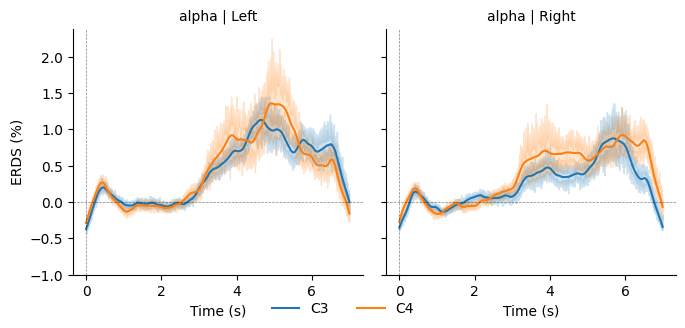 alpha | Left
alpha | Right
ERDS (%)
2.0
1.5
1.0
0.5
0.0
−0.5
−1.0
0 2 4 6
0 2 4 6
Time (s)
C3
C4
Time (s)